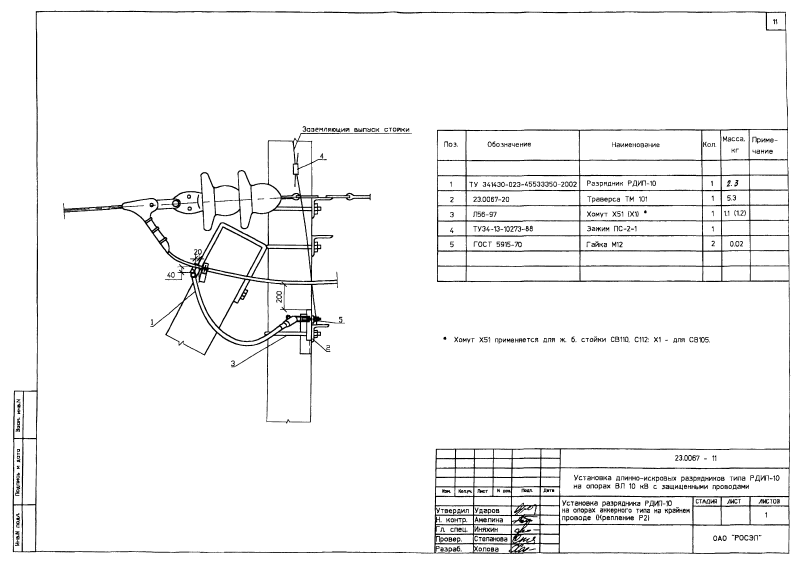 11
Заземляющий выпуск стойки
4
20
40
200
1
5
2
3
Поз. Обозначение Наименование Кол. Масса, кг Приме-чание
1 ТУ 341430-023-45533350-2002 Разрядник РДИП-10 1 2.3
2 23.0067-20 Траверса ТМ 101 1 5.3
3 Л56-97 Хомут Х51 (Х1) * 1 1,1 (1,2)
4 ТУ34-13-10273-88 Зажим ПС-2-1 1
5 ГОСТ 5915-70 Гайка М12 2 0.02
* Хомут Х51 применяется для ж. б. стойки СВ110, С112; Х1 - для СВ105.
Взам. инв.N
Подпись и дата
Инв.N подл.
23.0067 - 11
Установка длинно-искровых разрядников типа РДИП-10
на опорах ВЛ 10 кВ с защищенными проводами
Изм. Кол.уч. Лист N док. Подп. Дата
Утвердил Ударов
Н. контр. Амелина
Гл. спец. Иняхин
Провер. Степанова
Разраб. Холова
Установка разрядника РДИП-10
на опорах анкерного типа на крайнем
проводе (Крепление Р2)
СТАДИЯ ЛИСТ ЛИСТОВ
1
ОАО "РОСЭП"